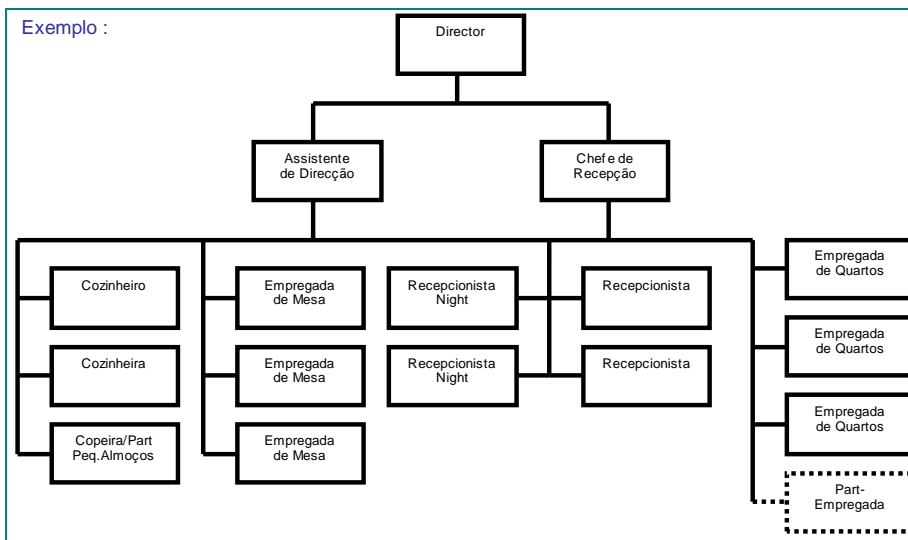 Exemplo :
Director
Assistente
de Direcção
Chefe de
Recepção
Cozinheiro
Empregada
de Mesa
Recepcionista
Night
Recepcionista
Empregada
de Quartos
Cozinheira
Empregada
de Mesa
Recepcionista
Night
Recepcionista
Empregada
de Quartos
Copeira/Part
Peq.Almoços
Empregada
de Mesa
Empregada
de Quartos
Part-
Empregada